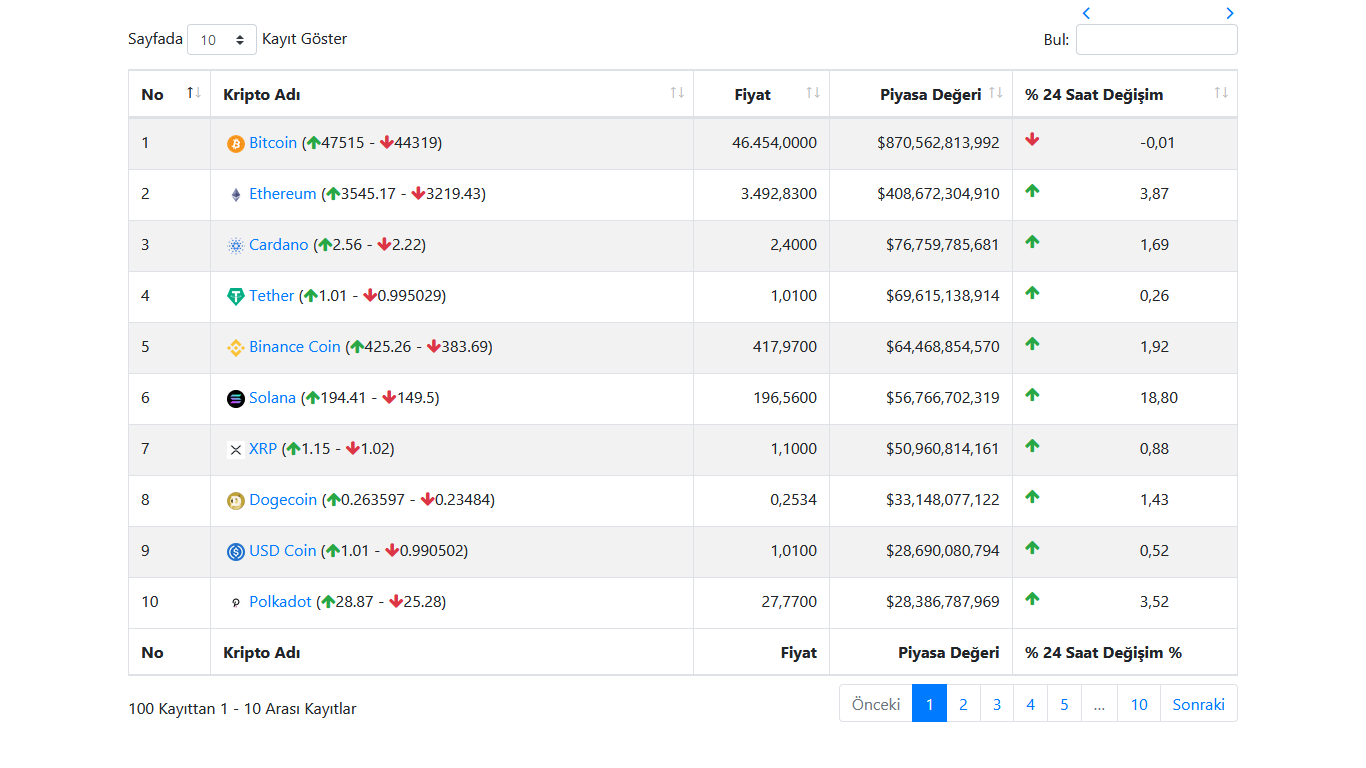 Sayfada 10 Kayıt Göster Bul:
No Kripto Adı Fiyat Piyasa Değeri % 24 Saat Değişim
1 Bitcoin (47515 - 44319) 46.454,0000 $870,562,813,992 -0,01
2 Ethereum (3545.17 - 3219.43) 3.492,8300 $408,672,304,910 3,87
3 Cardano (2.56 - 2.22) 2,4000 $76,759,785,681 1,69
4 Tether (1.01 - 0.995029) 1,0100 $69,615,138,914 0,26
5 Binance Coin (425.26 - 383.69) 417,9700 $64,468,854,570 1,92
6 Solana (194.41 - 149.5) 196,5600 $56,766,702,319 18,80
7 XRP (1.15 - 1.02) 1,1000 $50,960,814,161 0,88
8 Dogecoin (0.263597 - 0.23484) 0,2534 $33,148,077,122 1,43
9 USD Coin (1.01 - 0.990502) 1,0100 $28,690,080,794 0,52
10 Polkadot (28.87 - 25.28) 27,7700 $28,386,787,969 3,52
No Kripto Adı Fiyat Piyasa Değeri % 24 Saat Değişim %
100 Kayıttan 1 - 10 Arası Kayıtlar Önceki 1 2 3 4 5 ... 10 Sonraki